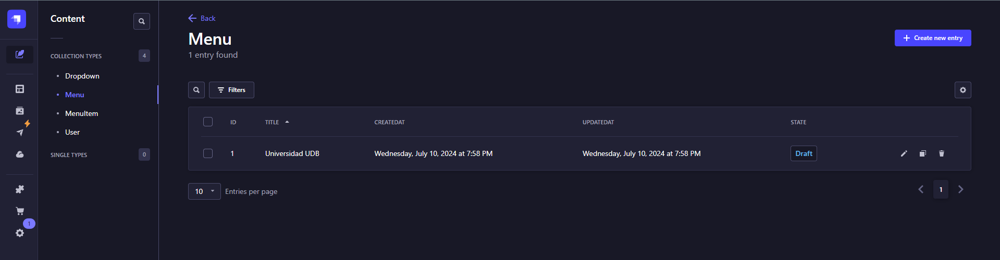 Content
COLLECTION TYPES 4
Dropdown
Menu
MenuItem
User
SINGLE TYPES 0
1
Back
Menu
1 entry found
Create new entry
Filters
ID TITLE CREATEDAT UPDATEDAT STATE
1 Universidad UDB Wednesday, July 10, 2024 at 7:58 PM Wednesday, July 10, 2024 at 7:58 PM Draft
10 Entries per page
1